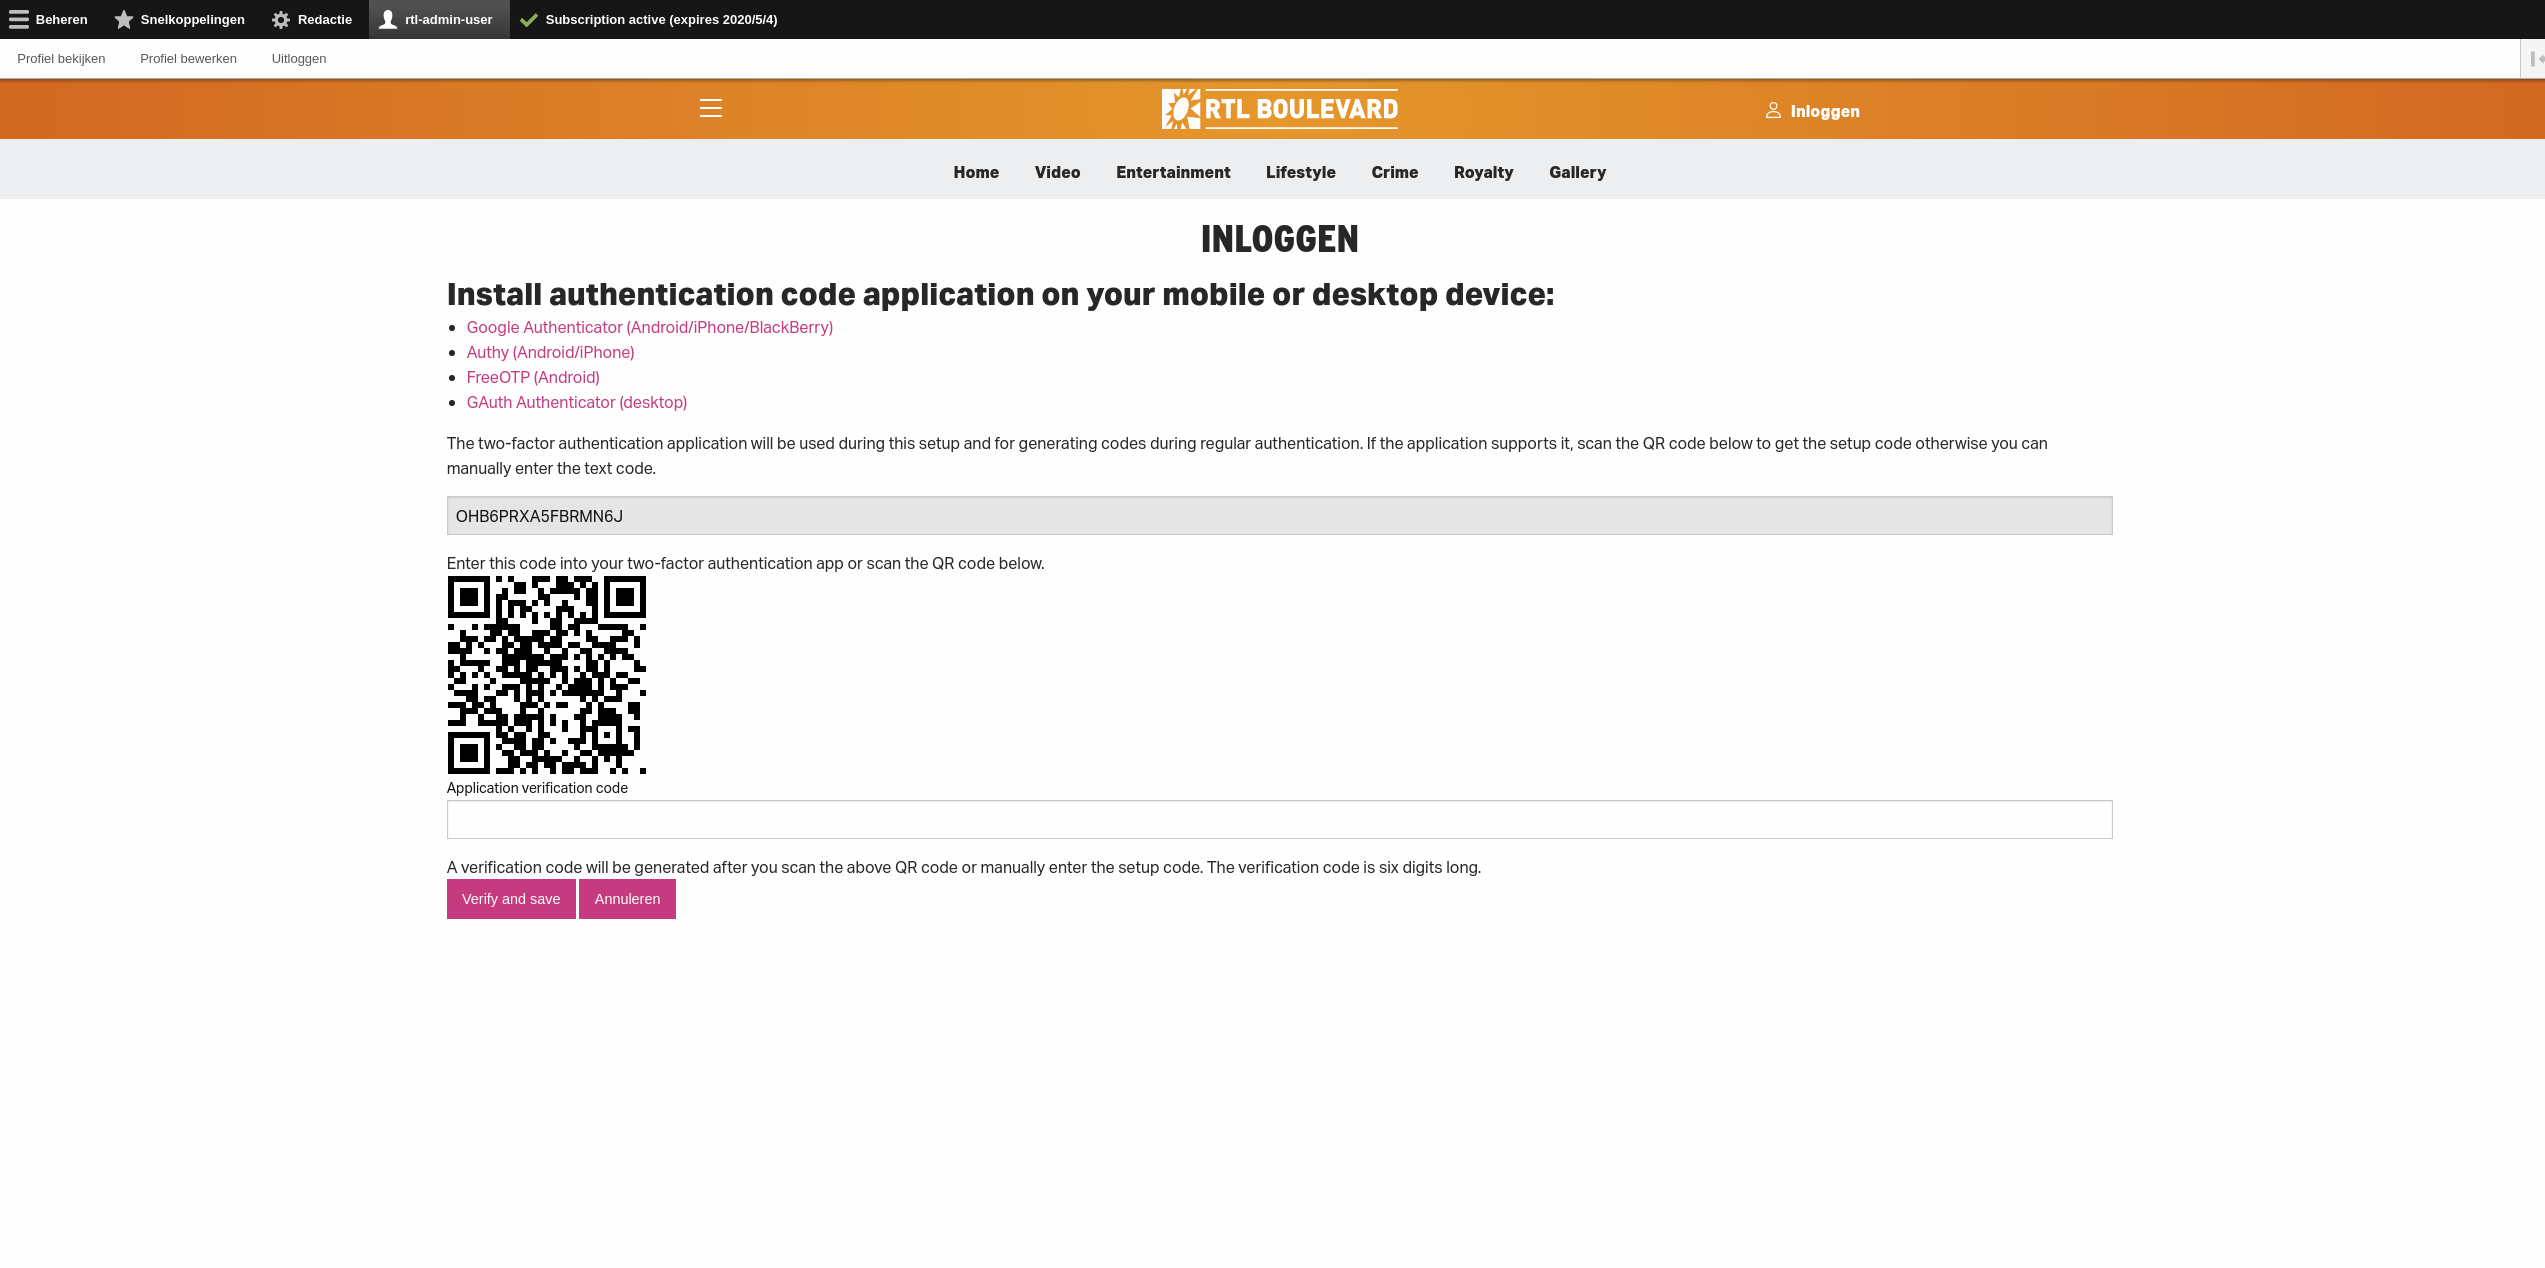 Beheren Snelkoppelingen Redactie rtl-admin-user Subscription active (expires 2020/5/4)
Profiel bekijken Profiel bewerken Uitloggen
RTL BOULEVARD Inloggen
Home Video Entertainment Lifestyle Crime Royalty Gallery
INLOGGEN
Install authentication code application on your mobile or desktop device:
Google Authenticator (Android/iPhone/BlackBerry)
Authy (Android/iPhone)
FreeOTP (Android)
GAuth Authenticator (desktop)
The two-factor authentication application will be used during this setup and for generating codes during regular authentication. If the application supports it, scan the QR code below to get the setup code otherwise you can
manually enter the text code.
OHB6PRXA5FBRMN6J
Enter this code into your two-factor authentication app or scan the QR code below.
Application verification code
A verification code will be generated after you scan the above QR code or manually enter the setup code. The verification code is six digits long.
Verify and save Annuleren